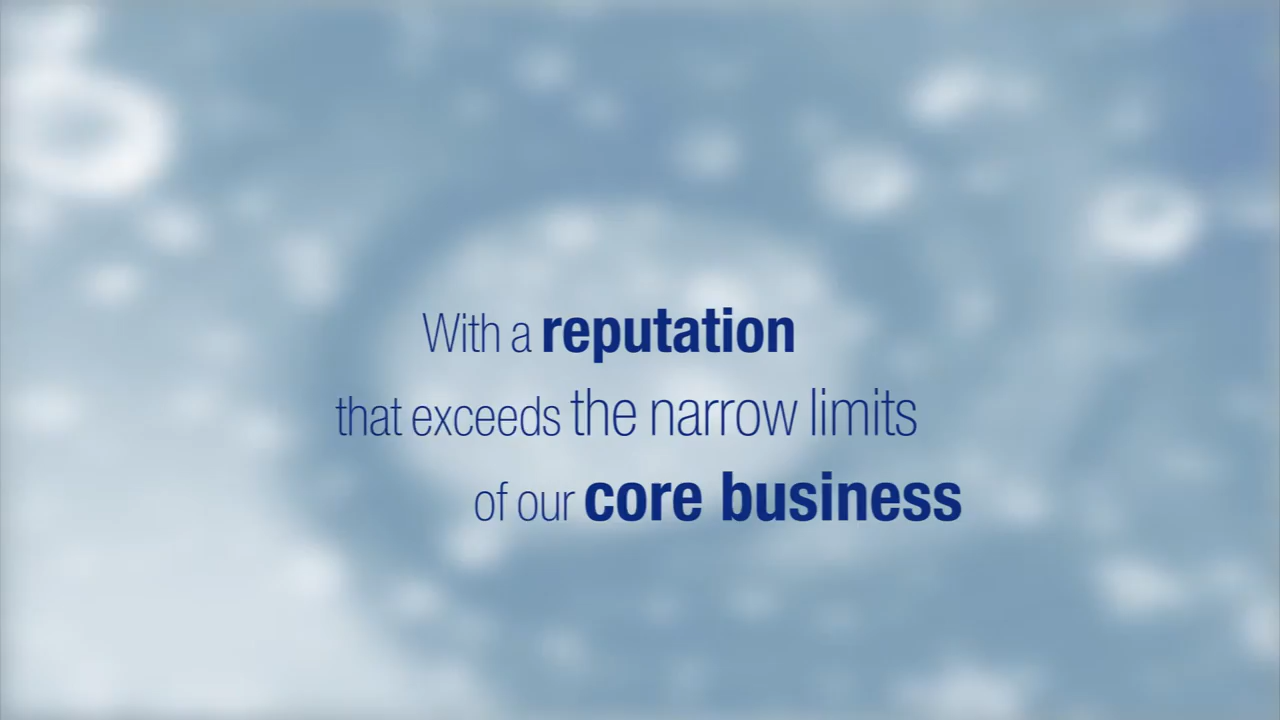 With a reputation
that exceeds the narrow limits
of our core business